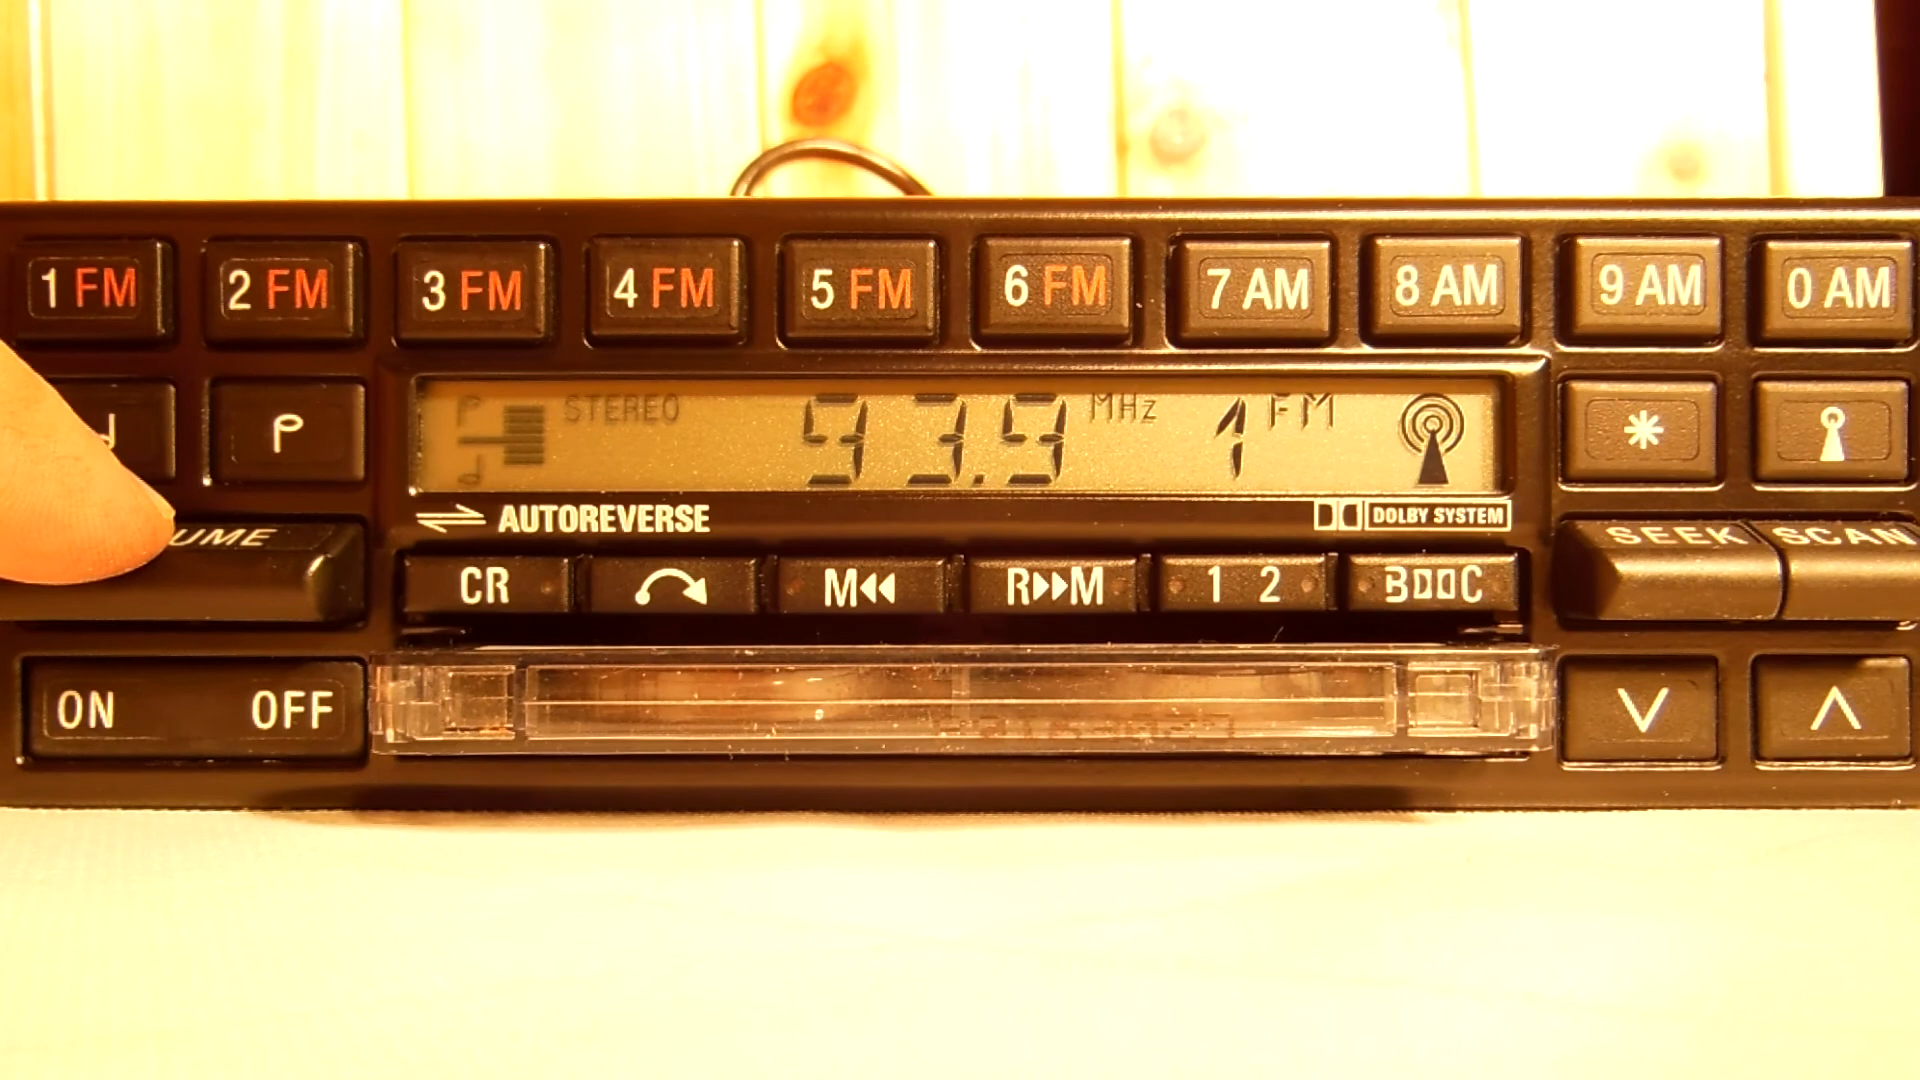 1 FM 2 FM 3 FM 4 FM 5 FM 6 FM 7 AM 8 AM 9 AM 0 AM
P STEREO 93.9 MHz 1 FM
d
d P *
AUTOREVERSE DOLBY SYSTEM
UME SEEK SCAN
CR M R M 1 2 B C
ON OFF